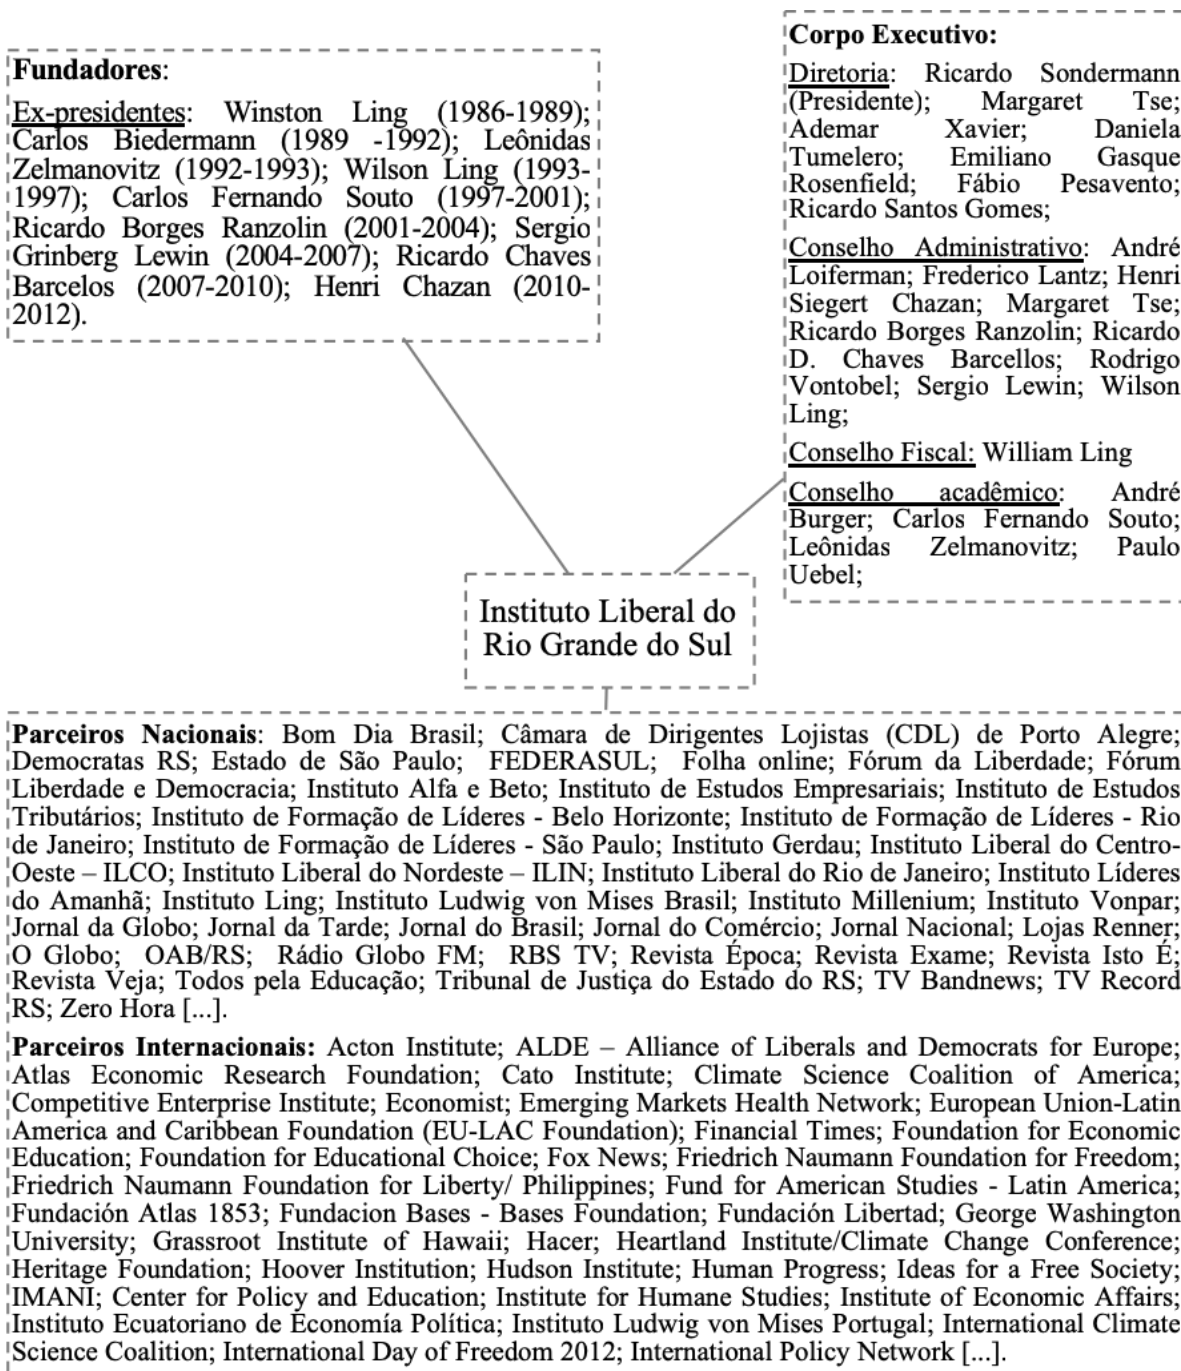 Fundadores:
Ex-presidentes: Winston Ling (1986-1989);
Carlos Biedermann (1989 -1992); Leônidas
Zelmanovitz (1992-1993); Wilson Ling (1993-
1997); Carlos Fernando Souto (1997-2001);
Ricardo Borges Ranzolin (2001-2004); Sergio
Grinberg Lewin (2004-2007); Ricardo Chaves
Barcelos (2007-2010); Henri Chazan (2010-
2012).
Corpo Executivo:
Diretoria: Ricardo Sondermann
(Presidente); Margaret Tse;
Ademar Xavier; Daniela
Tumelero; Emiliano Gasque
Rosenfield; Fábio Pesavento;
Ricardo Santos Gomes;
Conselho Administrativo: André
Loiferman; Frederico Lantz; Henri
Siegert Chazan; Margaret Tse;
Ricardo Borges Ranzolin; Ricardo
D. Chaves Barcellos; Rodrigo
Vontobel; Sergio Lewin; Wilson
Ling;
Conselho Fiscal: William Ling
Conselho acadêmico: André
Burger; Carlos Fernando Souto;
Leônidas Zelmanovitz; Paulo
Uebel;
Instituto Liberal do
Rio Grande do Sul
Parceiros Nacionais: Bom Dia Brasil; Câmara de Dirigentes Lojistas (CDL) de Porto Alegre;
Democratas RS; Estado de São Paulo; FEDERASUL; Folha online; Fórum da Liberdade; Fórum
Liberdade e Democracia; Instituto Alfa e Beto; Instituto de Estudos Empresariais; Instituto de Estudos
Tributários; Instituto de Formação de Líderes - Belo Horizonte; Instituto de Formação de Líderes - Rio
de Janeiro; Instituto de Formação de Líderes - São Paulo; Instituto Gerdau; Instituto Liberal do Centro-
Oeste – ILCO; Instituto Liberal do Nordeste – ILIN; Instituto Liberal do Rio de Janeiro; Instituto Líderes
do Amanhã; Instituto Ling; Instituto Ludwig von Mises Brasil; Instituto Millenium; Instituto Vonpar;
Jornal da Globo; Jornal da Tarde; Jornal do Brasil; Jornal do Comércio; Jornal Nacional; Lojas Renner;
O Globo; OAB/RS; Rádio Globo FM; RBS TV; Revista Época; Revista Exame; Revista Isto É;
Revista Veja; Todos pela Educação; Tribunal de Justiça do Estado do RS; TV Bandnews; TV Record
RS; Zero Hora [...].
Parceiros Internacionais: Acton Institute; ALDE – Alliance of Liberals and Democrats for Europe;
Atlas Economic Research Foundation; Cato Institute; Climate Science Coalition of America;
Competitive Enterprise Institute; Economist; Emerging Markets Health Network; European Union-Latin
America and Caribbean Foundation (EU-LAC Foundation); Financial Times; Foundation for Economic
Education; Foundation for Educational Choice; Fox News; Friedrich Naumann Foundation for Freedom;
Friedrich Naumann Foundation for Liberty/ Philippines; Fund for American Studies - Latin America;
Fundación Atlas 1853; Fundacion Bases - Bases Foundation; Fundación Libertad; George Washington
University; Grassroot Institute of Hawaii; Hacer; Heartland Institute/Climate Change Conference;
Heritage Foundation; Hoover Institution; Hudson Institute; Human Progress; Ideas for a Free Society;
IMANI; Center for Policy and Education; Institute for Humane Studies; Institute of Economic Affairs;
Instituto Ecuatoriano de Economía Política; Instituto Ludwig von Mises Portugal; International Climate
Science Coalition; International Day of Freedom 2012; International Policy Network [...].